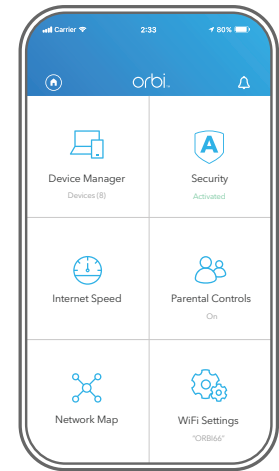 Carrier 2:33 80%
orbi™
Device Manager Security
Devices (8) Activated
Internet Speed Parental Controls
On
Network Map WiFi Settings
"ORBI66"